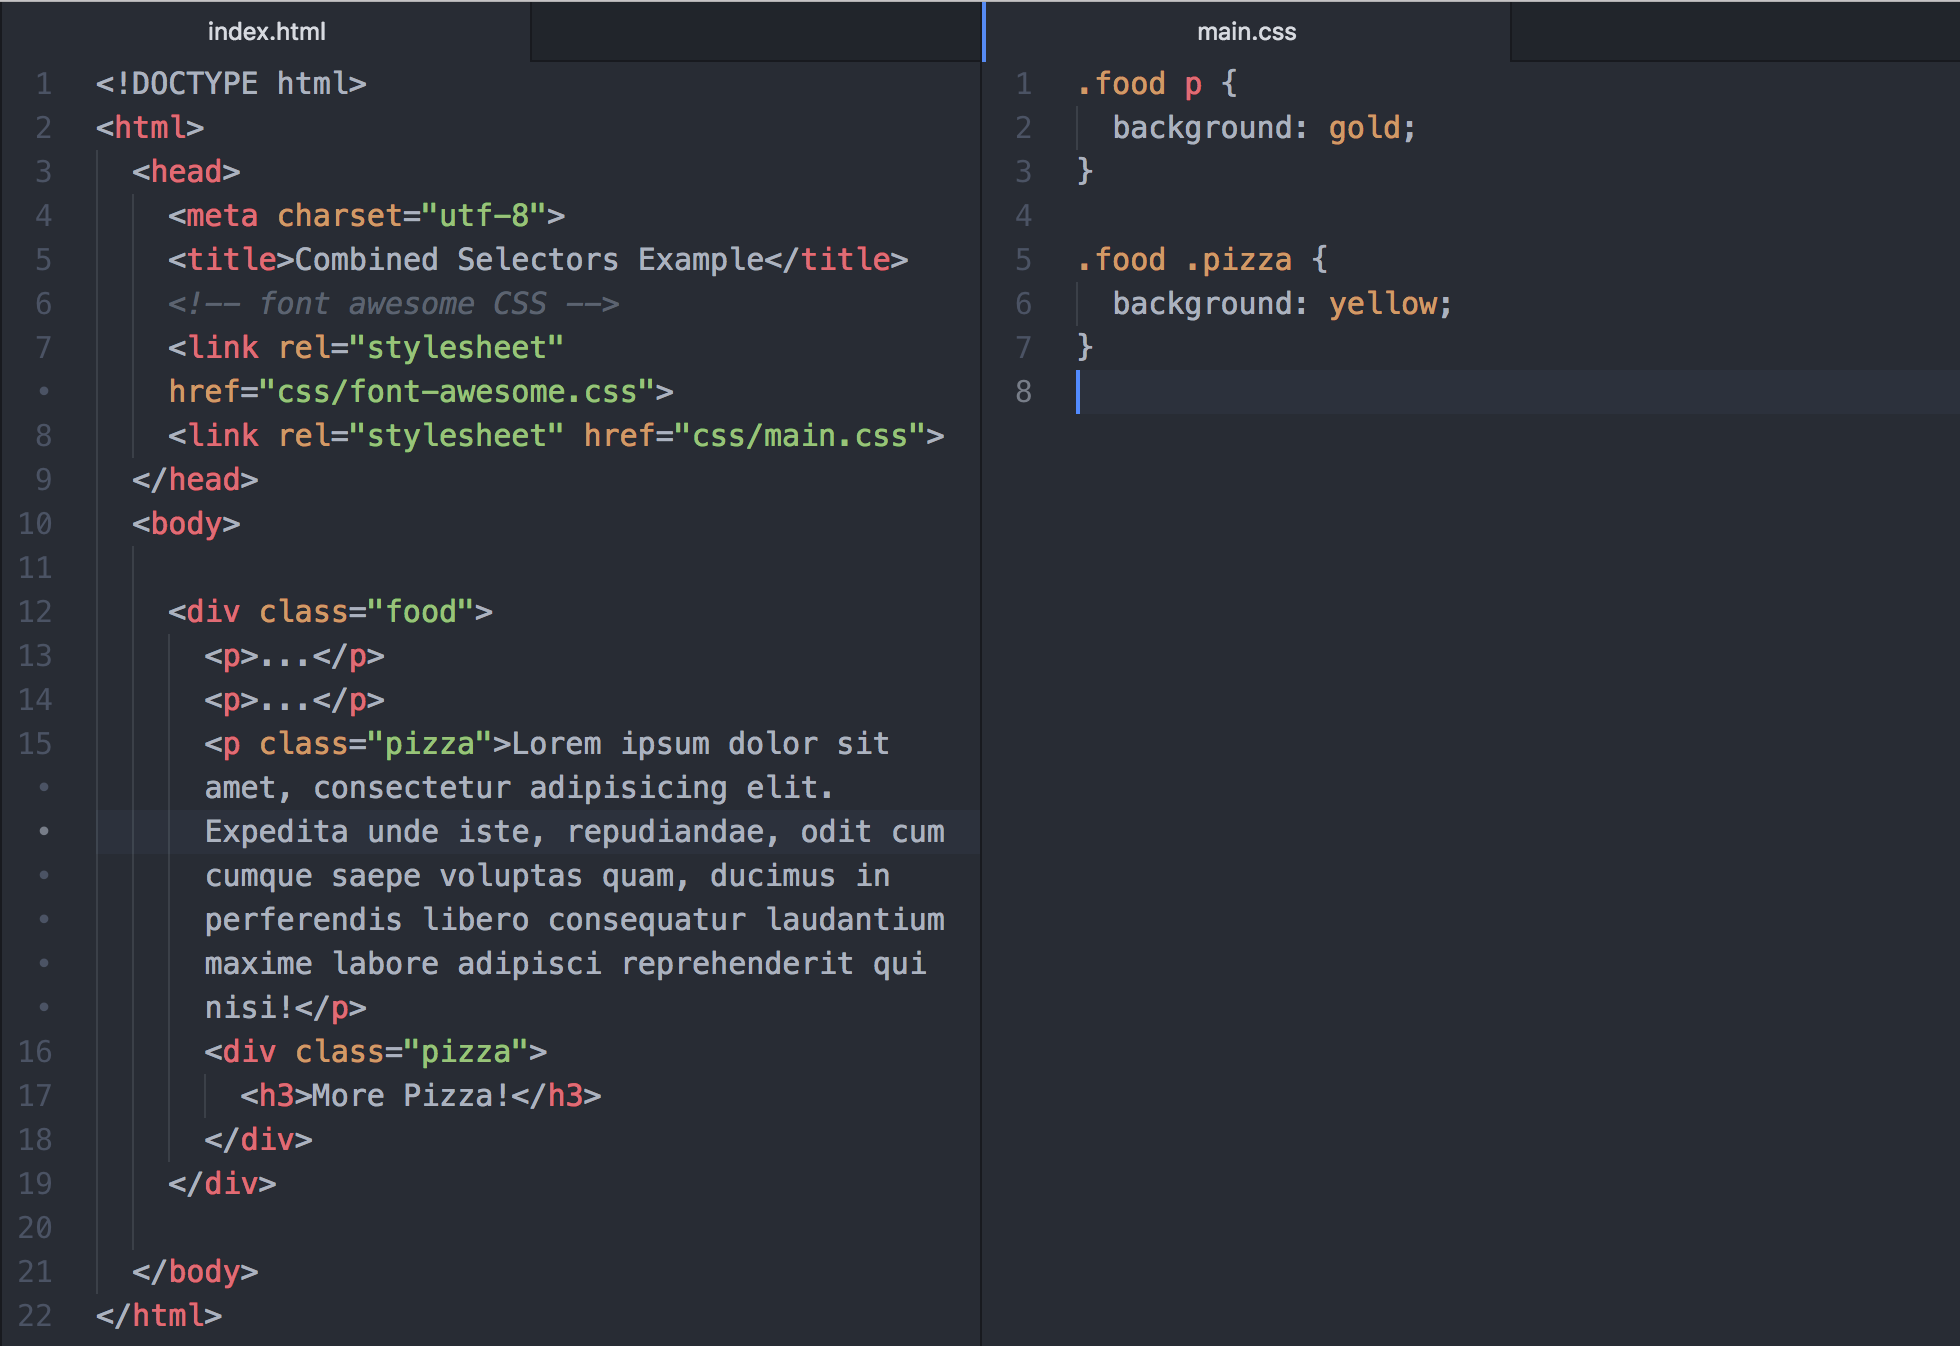 index.html
1 <!DOCTYPE html>
2 <html>
3 <head>
4 <meta charset="utf-8">
5 <title>Combined Selectors Example</title>
6 <!-- font awesome CSS -->
7 <link rel="stylesheet"
• href="css/font-awesome.css">
8 <link rel="stylesheet" href="css/main.css">
9 </head>
10 <body>
11
12 <div class="food">
13 <p>...</p>
14 <p>...</p>
15 <p class="pizza">Lorem ipsum dolor sit
• amet, consectetur adipisicing elit.
• Expedita unde iste, repudiandae, odit cum
• cumque saepe voluptas quam, ducimus in
• perferendis libero consequatur laudantium
• maxime labore adipisci reprehenderit qui
• nisi!</p>
16 <div class="pizza">
17 <h3>More Pizza!</h3>
18 </div>
19 </div>
20
21 </body>
22 </html>
main.css
1 .food p {
2 background: gold;
3 }
4
5 .food .pizza {
6 background: yellow;
7 }
8